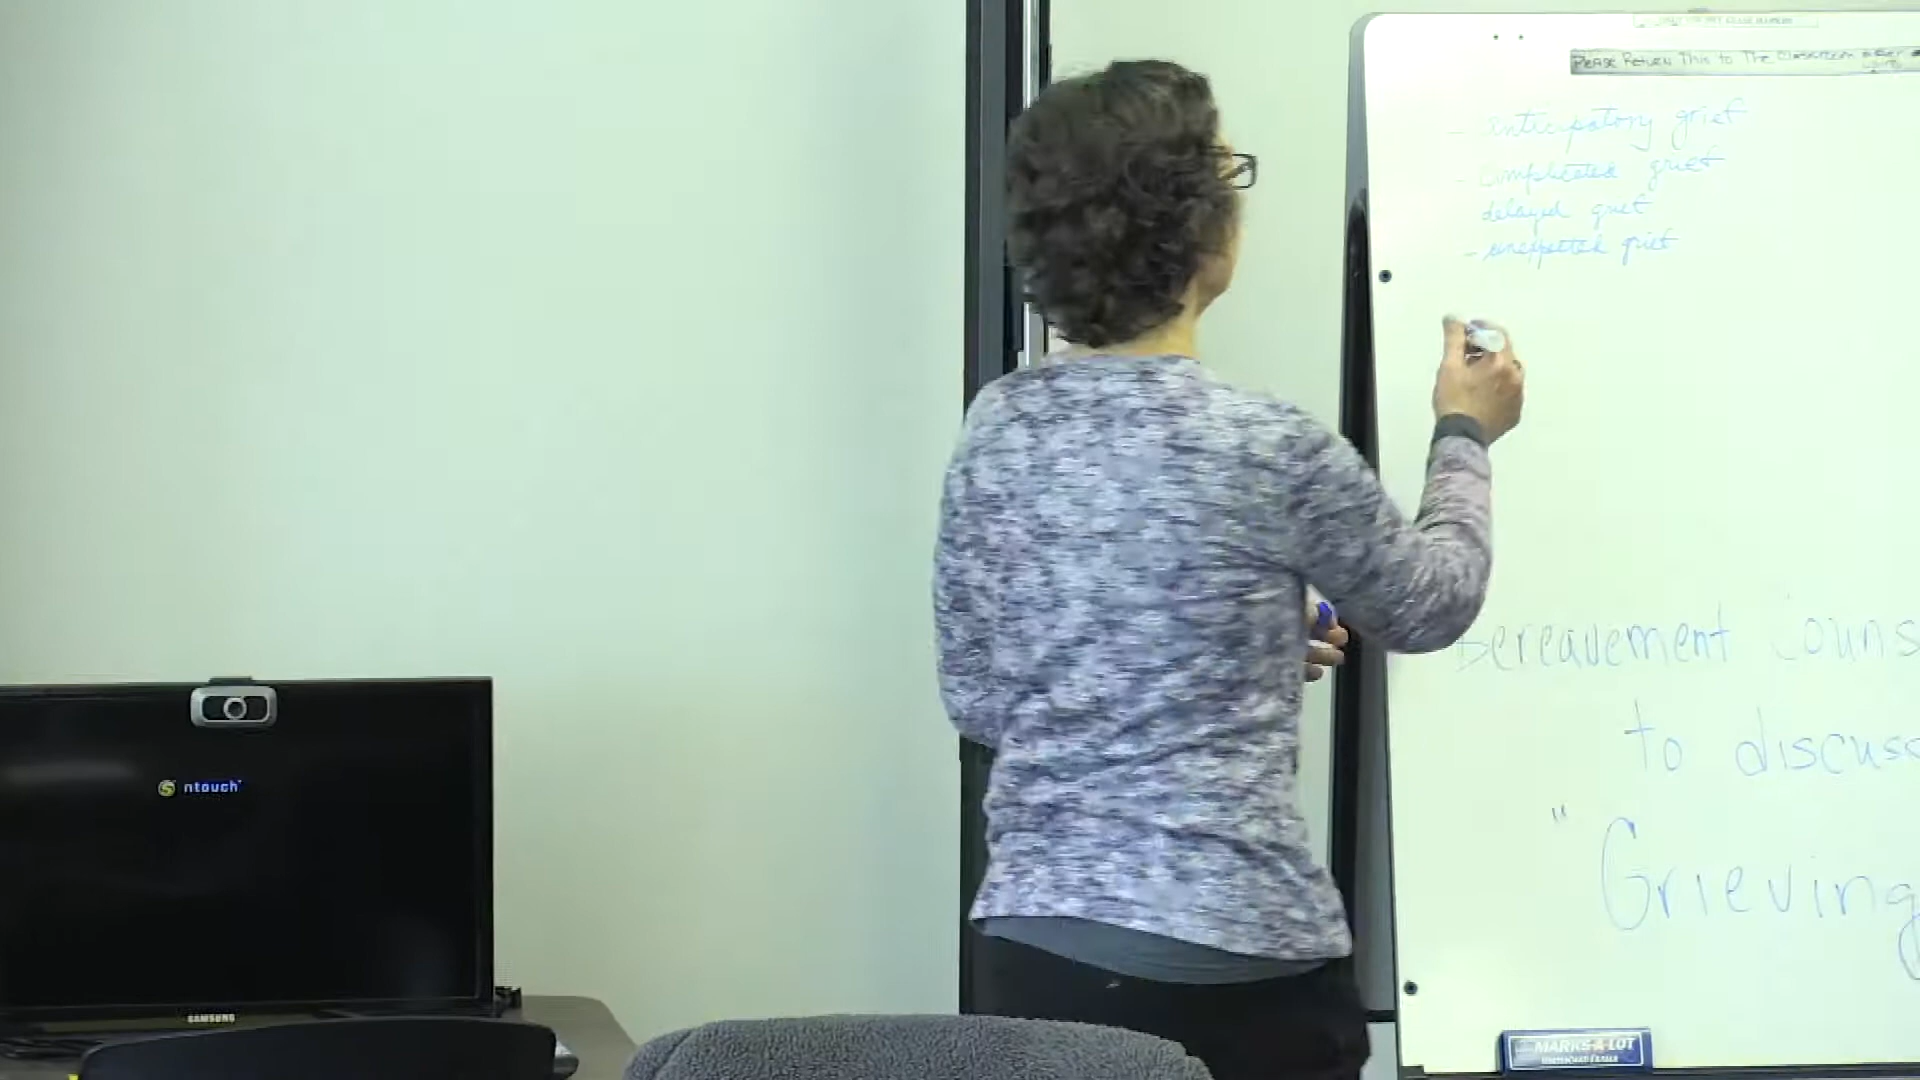 Please Return This to The Classroom after
- anticipatory grief
- complicated grief
delayed grief
- unexpected grief
Bereavement Couns
to discuss
" Grieving
ntouch
SAMSUNG
MARKS-A-LOT